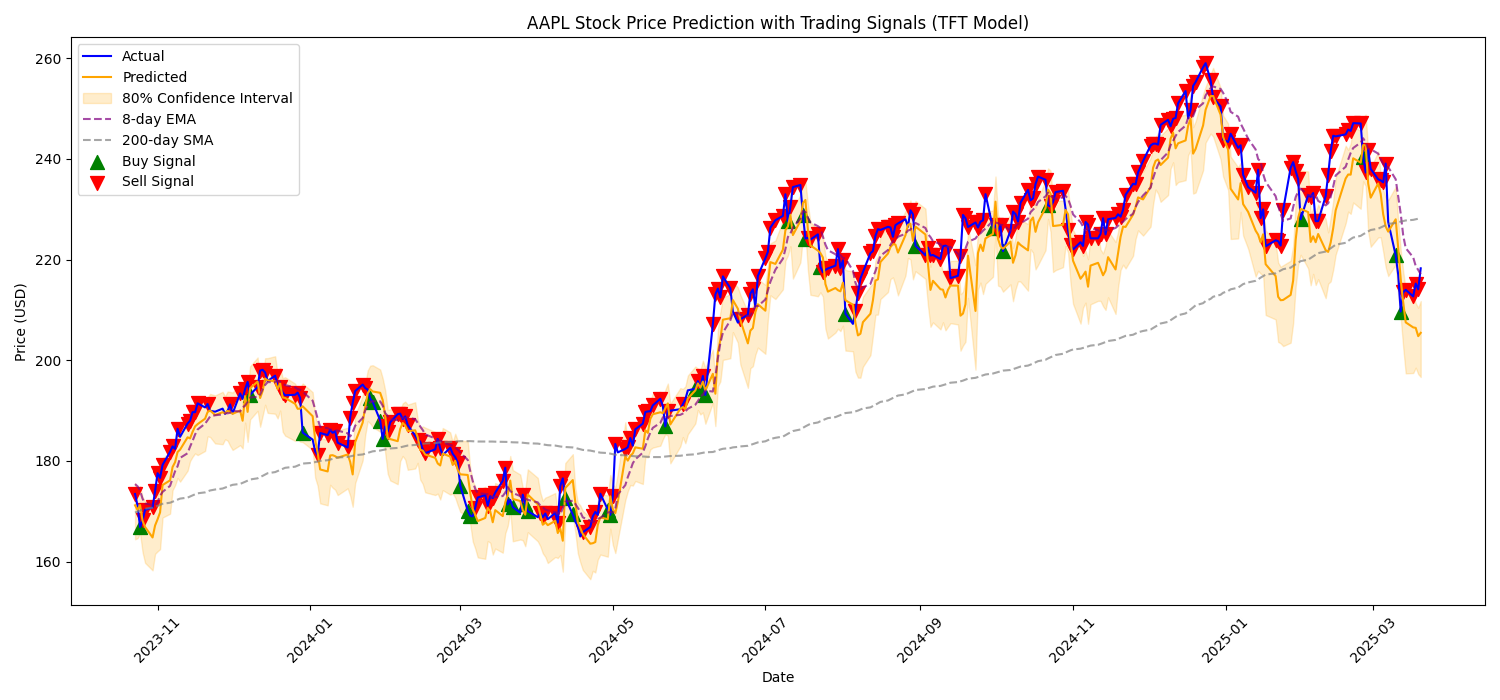 AAPL Stock Price Prediction with Trading Signals (TFT Model)
Actual
Predicted
80% Confidence Interval
8-day EMA
200-day SMA
Buy Signal
Sell Signal
Price (USD)
260
240
220
200
180
160
2023-11
2024-01
2024-03
2024-05
2024-07
2024-09
2024-11
2025-01
2025-03
Date